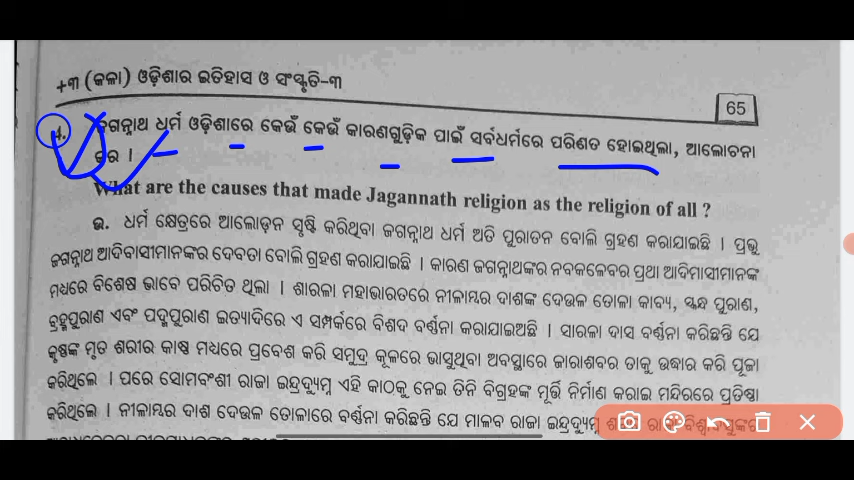 +୩ (କଳା) ଓଡ଼ିଶାର ଇତିହାସ ଓ ସଂସ୍କୃତି-୩
65
4. ଜଗନ୍ନାଥ ଧର୍ମ ଓଡ଼ିଶାରେ କେଉଁ କେଉଁ କାରଣଗୁଡ଼ିକ ପାଇଁ ସର୍ବଧର୍ମରେ ପରିଣତ ହୋଇଥିଲା, ଆଲୋଚନା
କର ।
What are the causes that made Jagannath religion as the religion of all ?
ଉ. ଧର୍ମ କ୍ଷେତ୍ରରେ ଆଲୋଡ଼ନ ସୃଷ୍ଟି କରିଥିବା ଜଗନ୍ନାଥ ଧର୍ମ ଅତି ପୁରାତନ ବୋଲି ଗ୍ରହଣ କରାଯାଇଛି । ପ୍ରଭୁ
ଜଗନ୍ନାଥ ଆଦିବାସୀମାନଙ୍କର ଦେବତା ବୋଲି ଗ୍ରହଣ କରାଯାଇଛି । କାରଣ ଜଗନ୍ନାଥଙ୍କର ନବକଳେବର ପ୍ରଥା ଆଦିମାସୀମାନଙ୍କ
ମଧ୍ୟରେ ବିଶେଷ ଭାବେ ପରିଚିତ ଥିଲା । ଶାରଳା ମହାଭାରତରେ ନୀଳାମ୍ବର ଦାଶଙ୍କ ଦେଉଳ ତୋଳା କାବ୍ୟ, ସ୍କନ୍ଧ ପୁରାଣ,
ବ୍ରହ୍ମପୁରାଣ ଏବଂ ପଦ୍ମପୁରାଣ ଇତ୍ୟାଦିରେ ଏ ସମ୍ପର୍କରେ ବିଶଦ ବର୍ଣ୍ଣନା କରାଯାଇଅଛି । ସାରଳା ଦାସ ବର୍ଣ୍ଣନା କରିଛନ୍ତି ଯେ
କୃଷ୍ଣଙ୍କ ମୃତ ଶରୀର କାଷ୍ଠ ମଧ୍ୟରେ ପ୍ରବେଶ କରି ସମୁଦ୍ର କୂଳରେ ଭାସୁଥିବା ଅବସ୍ଥାରେ ଜାରାଶବର ତାକୁ ଉଦ୍ଧାର କରି ପୂଜା
କରିଥିଲେ । ପରେ ସୋମବଂଶୀ ରାଜା ଇନ୍ଦ୍ରଦ୍ୟୁମ୍ନ ଏହି କାଠକୁ ନେଇ ତିନି ବିଗ୍ରହଙ୍କ ମୂର୍ତ୍ତି ନିର୍ମାଣ କରାଇ ମନ୍ଦିରରେ ପ୍ରତିଷ୍ଠା
କରିଥିଲେ । ନୀଳାମ୍ବର ଦାଶ ଦେଉଳ ତୋଳାରେ ବର୍ଣ୍ଣନା କରିଛନ୍ତି ଯେ ମାଳବ ରାଜା ଇନ୍ଦ୍ରଦ୍ୟୁମ୍ନ